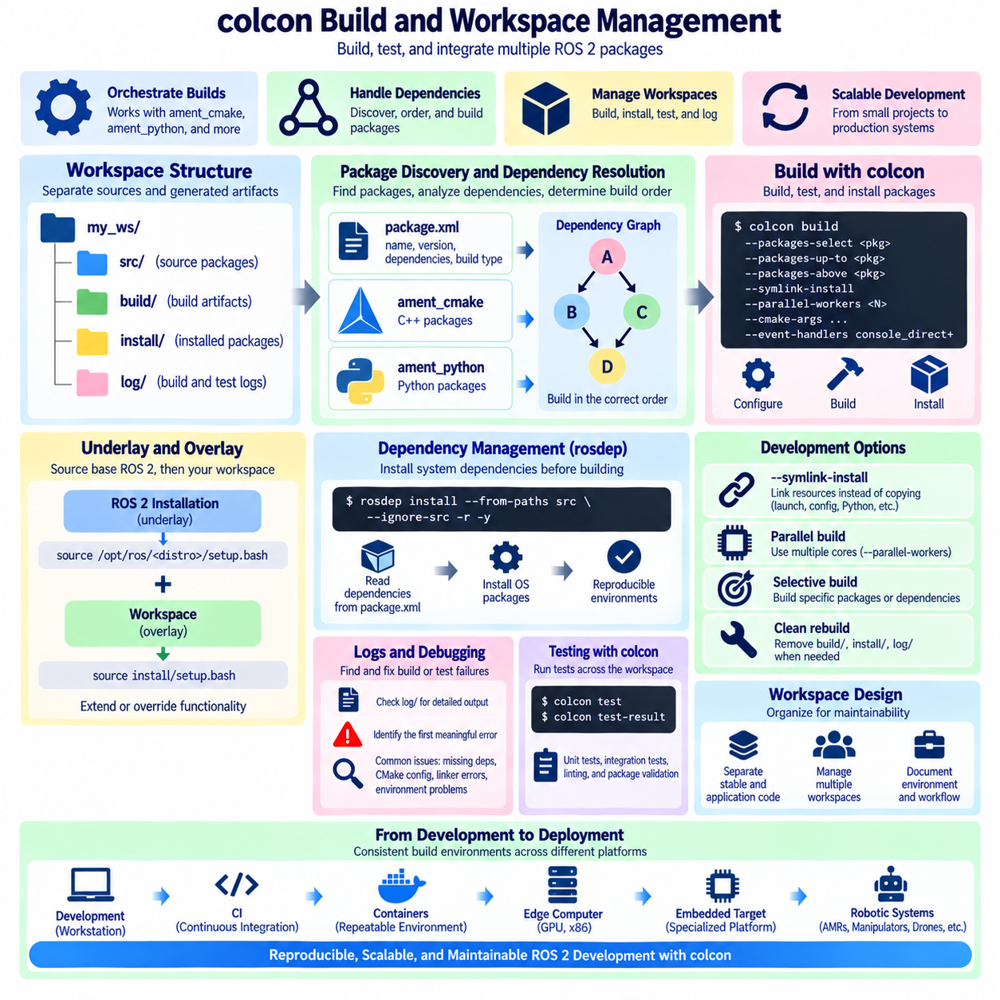 colcon Build and Workspace Management
Build, test, and integrate multiple ROS 2 packages
Orchestrate Builds
Works with ament_cmake,
ament_python, and more
Handle Dependencies
Discover, order, and build
packages
Manage Workspaces
Build, install, test, and log
Scalable Development
From small projects to
production systems
Workspace Structure
Separate sources and generated artifacts
my_ws/
src/ (source packages)
build/ (build artifacts)
install/ (installed packages)
log/ (build and test logs)
Package Discovery and Dependency Resolution
Find packages, analyze dependencies, determine build order
package.xml
name, version,
dependencies, build type
ament_cmake
C++ packages
ament_python
Python packages
Dependency Graph
A
B
C
D
Build in the correct order
Build with colcon
Build, test, and install packages
$ colcon build
--packages-select <pkg>
--packages-up-to <pkg>
--packages-above <pkg>
--symlink-install
--parallel-workers <N>
--cmake-args ...
--event-handlers console_direct+
Configure
Build
Install
Underlay and Overlay
Source base ROS 2, then your workspace
ROS 2 Installation
(underlay)
source /opt/ros/<distro>/setup.bash
+
Workspace
(overlay)
source install/setup.bash
Extend or override functionality
Dependency Management (rosdep)
Install system dependencies before building
$ rosdep install --from-paths src \
--ignore-src -r -y
Read
dependencies
from package.xml
Install OS
packages
Reproducible
environments
Development Options
--symlink-install
Link resources instead of copying
(launch, config, Python, etc.)
Parallel build
Use multiple cores (--parallel-workers)
Selective build
Build specific packages or dependencies
Clean rebuild
Remove build/, install/, log/
when needed
Logs and Debugging
Find and fix build or test failures
Check log/ for detailed output
Identify the first meaningful error
Common issues: missing deps,
CMake config, linker errors,
environment problems
Testing with colcon
Run tests across the workspace
$ colcon test
$ colcon test-result
Unit tests, integration tests,
linting, and package validation
Workspace Design
Organize for maintainability
Separate
stable and
application code
Manage
multiple
workspaces
Document
environment
and workflow
From Development to Deployment
Consistent build environments across different platforms
Development
(Workstation)
CI
(Continuous Integration)
Containers
(Repeatable Environment)
Edge Computer
(GPU, x86)
Embedded Target
(Specialized Platform)
Robotic Systems
(AMRs, Manipulators, Drones, etc.)
Reproducible, Scalable, and Maintainable ROS 2 Development with colcon